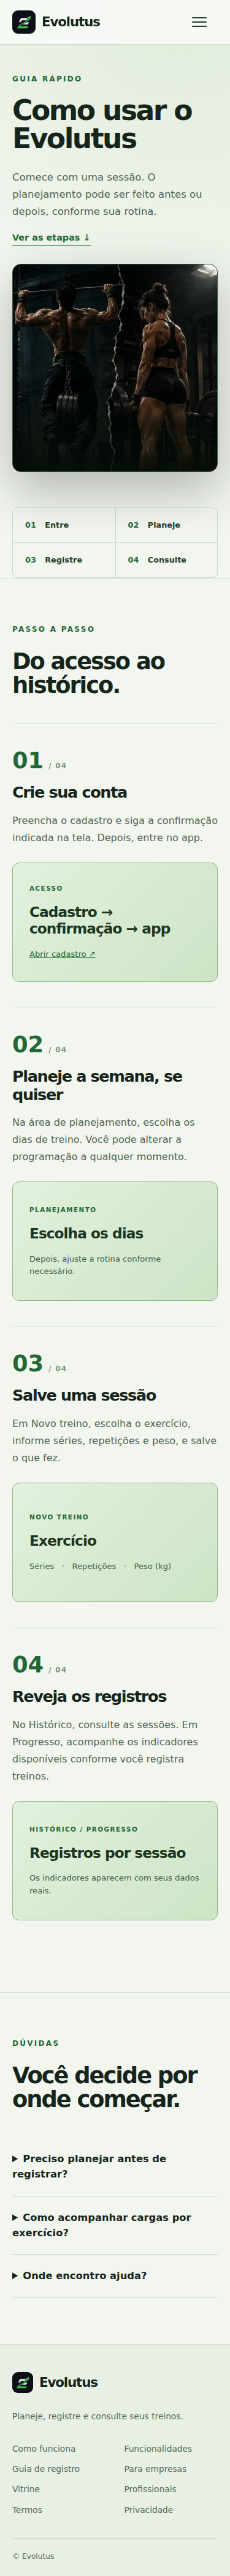 Evolutus
GUIA RÁPIDO
Como usar o
Evolutus
Comece com uma sessão. O
planejamento pode ser feito antes ou
depois, conforme sua rotina.
Ver as etapas ↓
01 Entre
02 Planeje
03 Registre
04 Consulte
PASSO A PASSO
Do acesso ao
histórico.
01 / 04
Crie sua conta
Preencha o cadastro e siga a confirmação
indicada na tela. Depois, entre no app.
ACESSO
Cadastro →
confirmação → app
Abrir cadastro ↗
02 / 04
Planeje a semana, se
quiser
Na área de planejamento, escolha os
dias de treino. Você pode alterar a
programação a qualquer momento.
PLANEJAMENTO
Escolha os dias
Depois, ajuste a rotina conforme
necessário.
03 / 04
Salve uma sessão
Em Novo treino, escolha o exercício,
informe séries, repetições e peso, e salve
o que fez.
NOVO TREINO
Exercício
Séries · Repetições · Peso (kg)
04 / 04
Reveja os registros
No Histórico, consulte as sessões. Em
Progresso, acompanhe os indicadores
disponíveis conforme você registra
treinos.
HISTÓRICO / PROGRESSO
Registros por sessão
Os indicadores aparecem com seus dados
reais.
DÚVIDAS
Você decide por
onde começar.
▶ Preciso planejar antes de
registrar?
▶ Como acompanhar cargas por
exercício?
▶ Onde encontro ajuda?
Evolutus
Planeje, registre e consulte seus treinos.
Como funciona
Funcionalidades
Guia de registro
Para empresas
Vitrine
Profissionais
Termos
Privacidade
© Evolutus